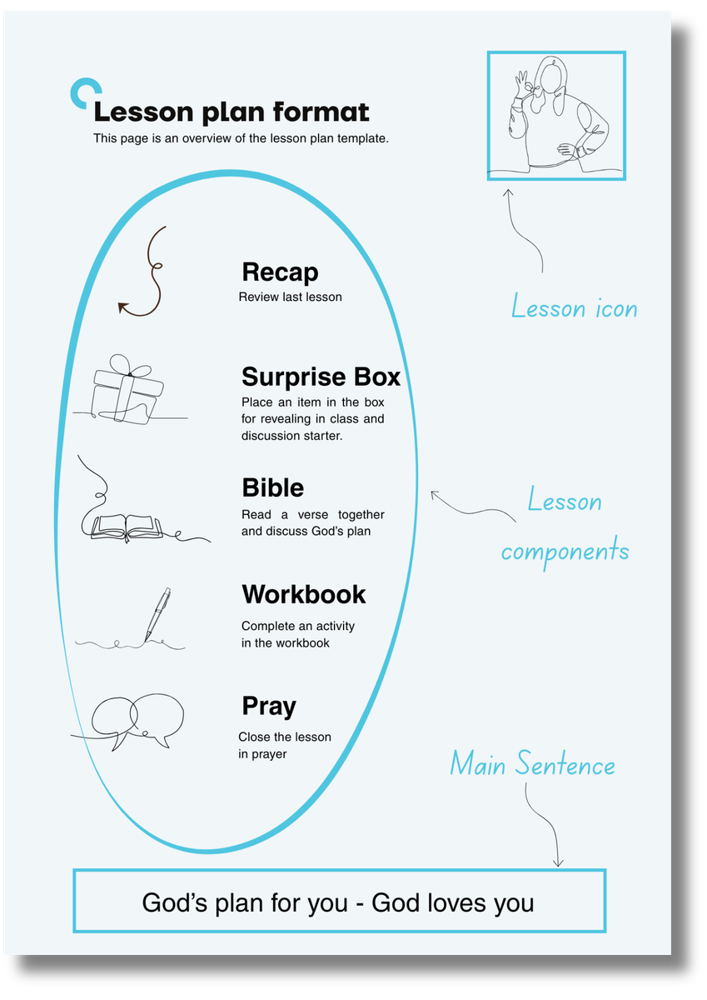 Lesson plan format
This page is an overview of the lesson plan template.
Lesson icon
Recap
Review last lesson
Surprise Box
Place an item in the box
for revealing in class and
discussion starter.
Bible
Read a verse together
and discuss God’s plan
Lesson
components
Workbook
Complete an activity
in the workbook
Pray
Close the lesson
in prayer
Main Sentence
God’s plan for you - God loves you